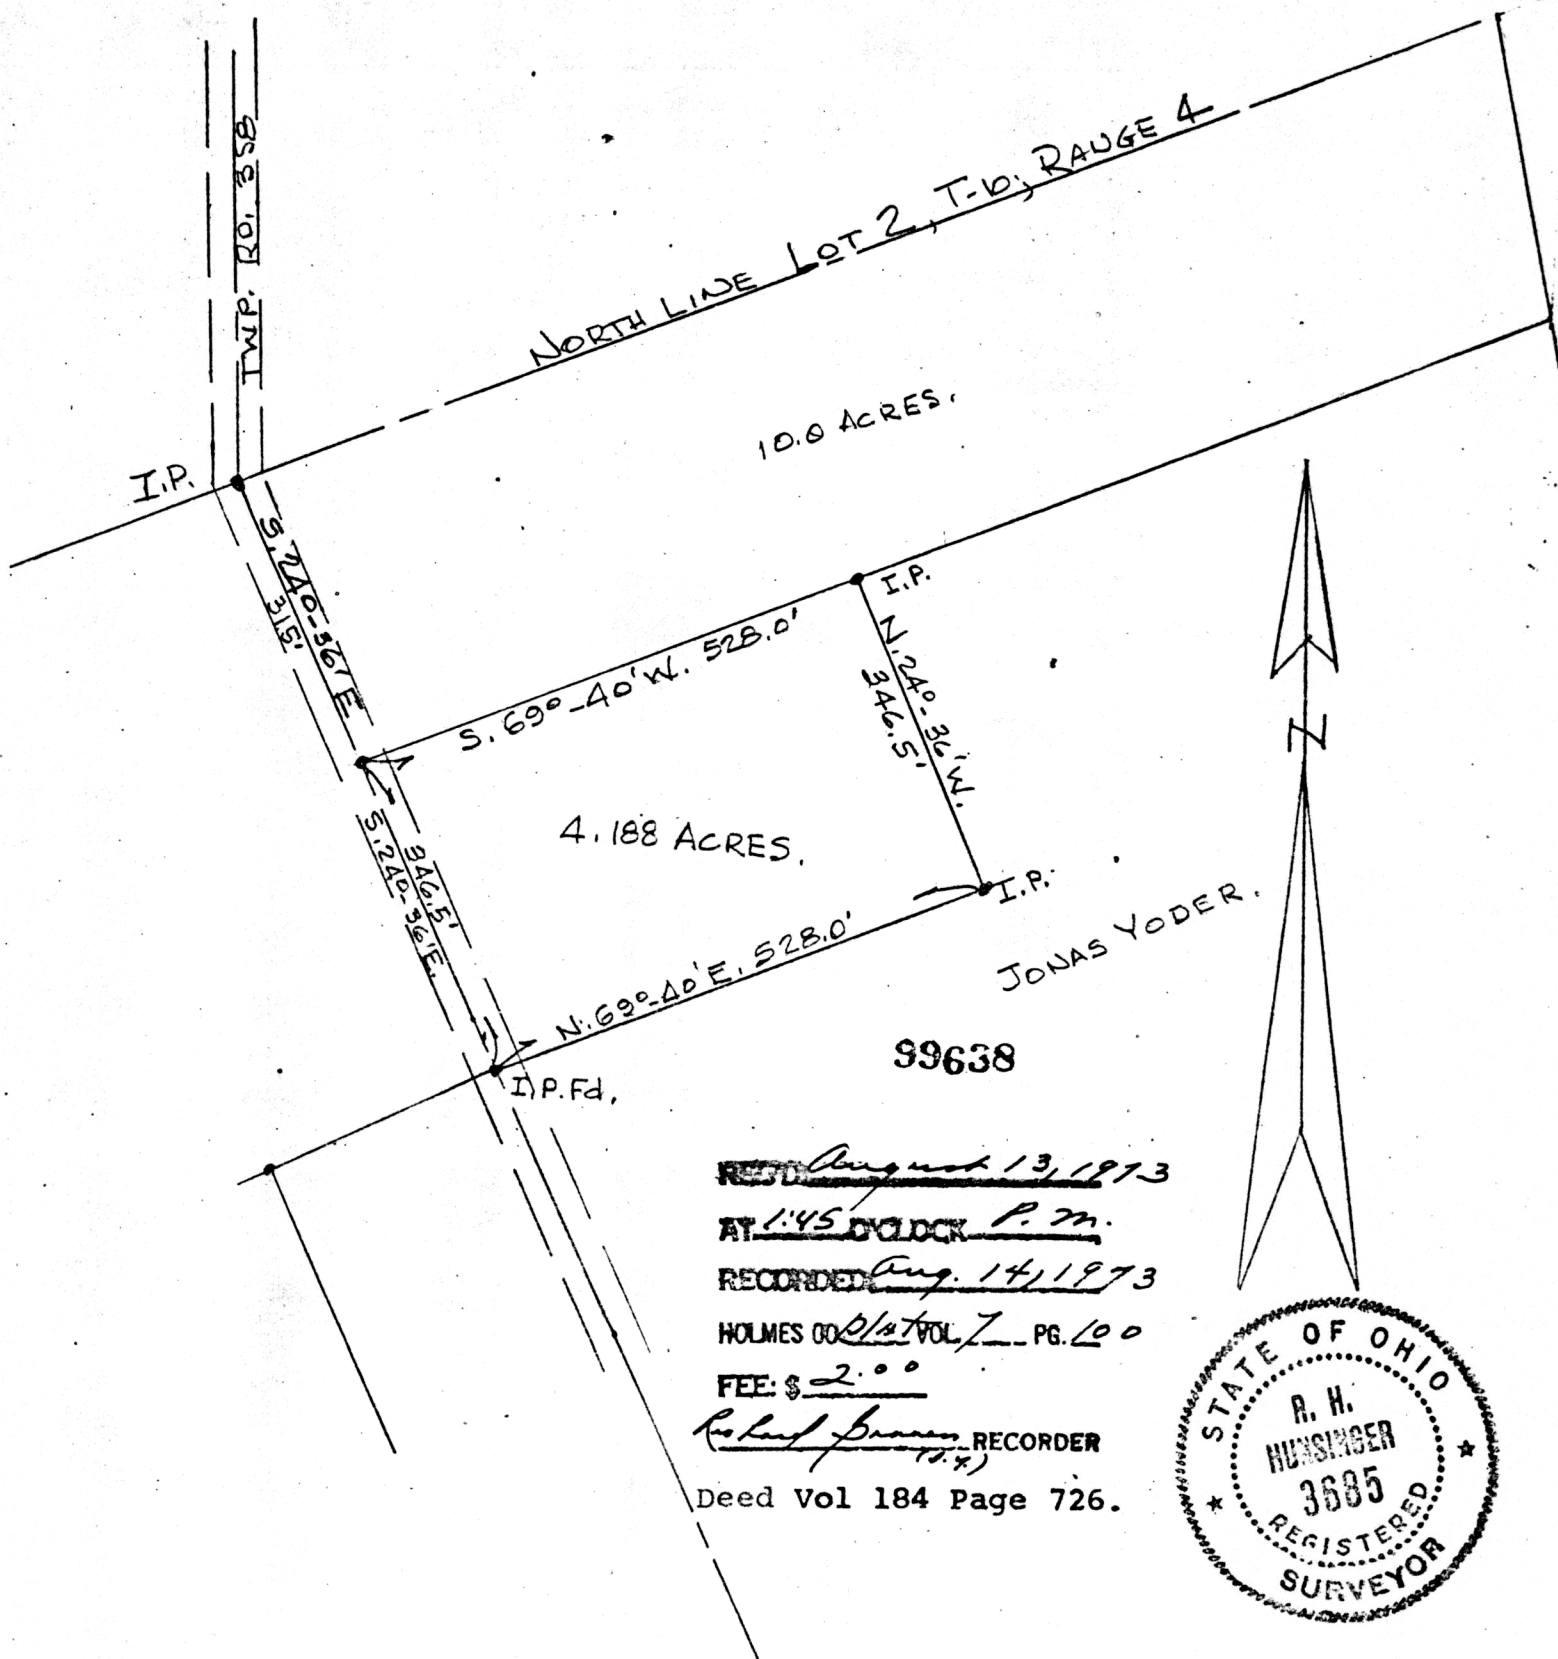 TWP. RD. 358
NORTH LINE LOT 2, T-6; RANGE 4
10.0 ACRES.
I.P.
S. 24°-36' E
315'
I.P.
S. 69°-40' W. 528.0'
N. 24°-36' W.
346.5'
4.188 ACRES.
346.5'
S. 24°-36' E.
I.P.
JONAS YODER.
N. 69°-40' E. 528.0'
I.P. Fd.
N
99638
REC'D August 13, 1973
AT 1:45 O'CLOCK P.M.
RECORDED Aug. 14, 1973
HOLMES CO Plat VOL 7 PG. 100
FEE: $ 2.00
RECORDER
Deed Vol 184 Page 726.
STATE OF OHIO
R. H.
HUNSINGER
3685
REGISTERED
SURVEYOR